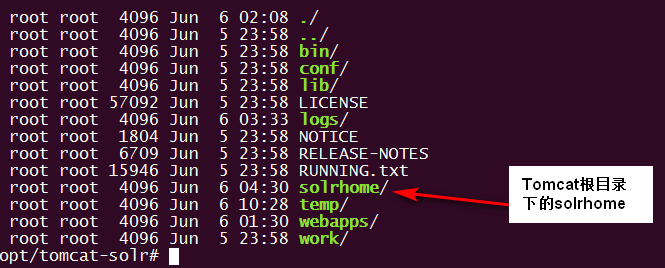 root root 4096 Jun 6 02:08 ./
root root 4096 Jun 5 23:58 ../
root root 4096 Jun 5 23:58 bin/
root root 4096 Jun 5 23:58 conf/
root root 4096 Jun 5 23:58 lib/
root root 57092 Jun 5 23:58 LICENSE
root root 4096 Jun 6 03:33 logs/
root root 1804 Jun 5 23:58 NOTICE
root root 6709 Jun 5 23:58 RELEASE-NOTES
root root 15946 Jun 5 23:58 RUNNING.txt
root root 4096 Jun 6 04:30 solrhome/
root root 4096 Jun 6 10:28 temp/
root root 4096 Jun 6 01:30 webapps/
root root 4096 Jun 5 23:58 work/
opt/tomcat-solr#
Tomcat根目录
下的solrhome